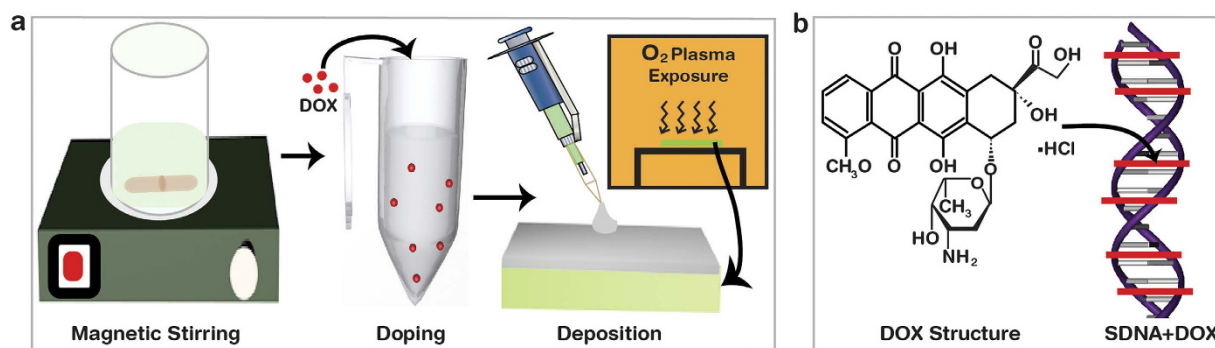 a
DOX
O2 Plasma
Exposure
Magnetic Stirring
Doping
Deposition
b
O
OH
O
OH
OH
CH3O
O
OH
O
·HCl
O
CH3
HO
NH2
DOX Structure
SDNA+DOX